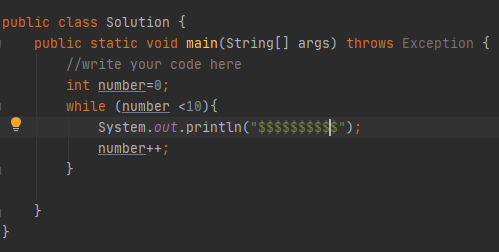 public class Solution {
public static void main(String[] args) throws Exception {
//write your code here
int number=0;
while (number <10){
System.out.println("$$$$$$$$$$");
number++;
}
}
}